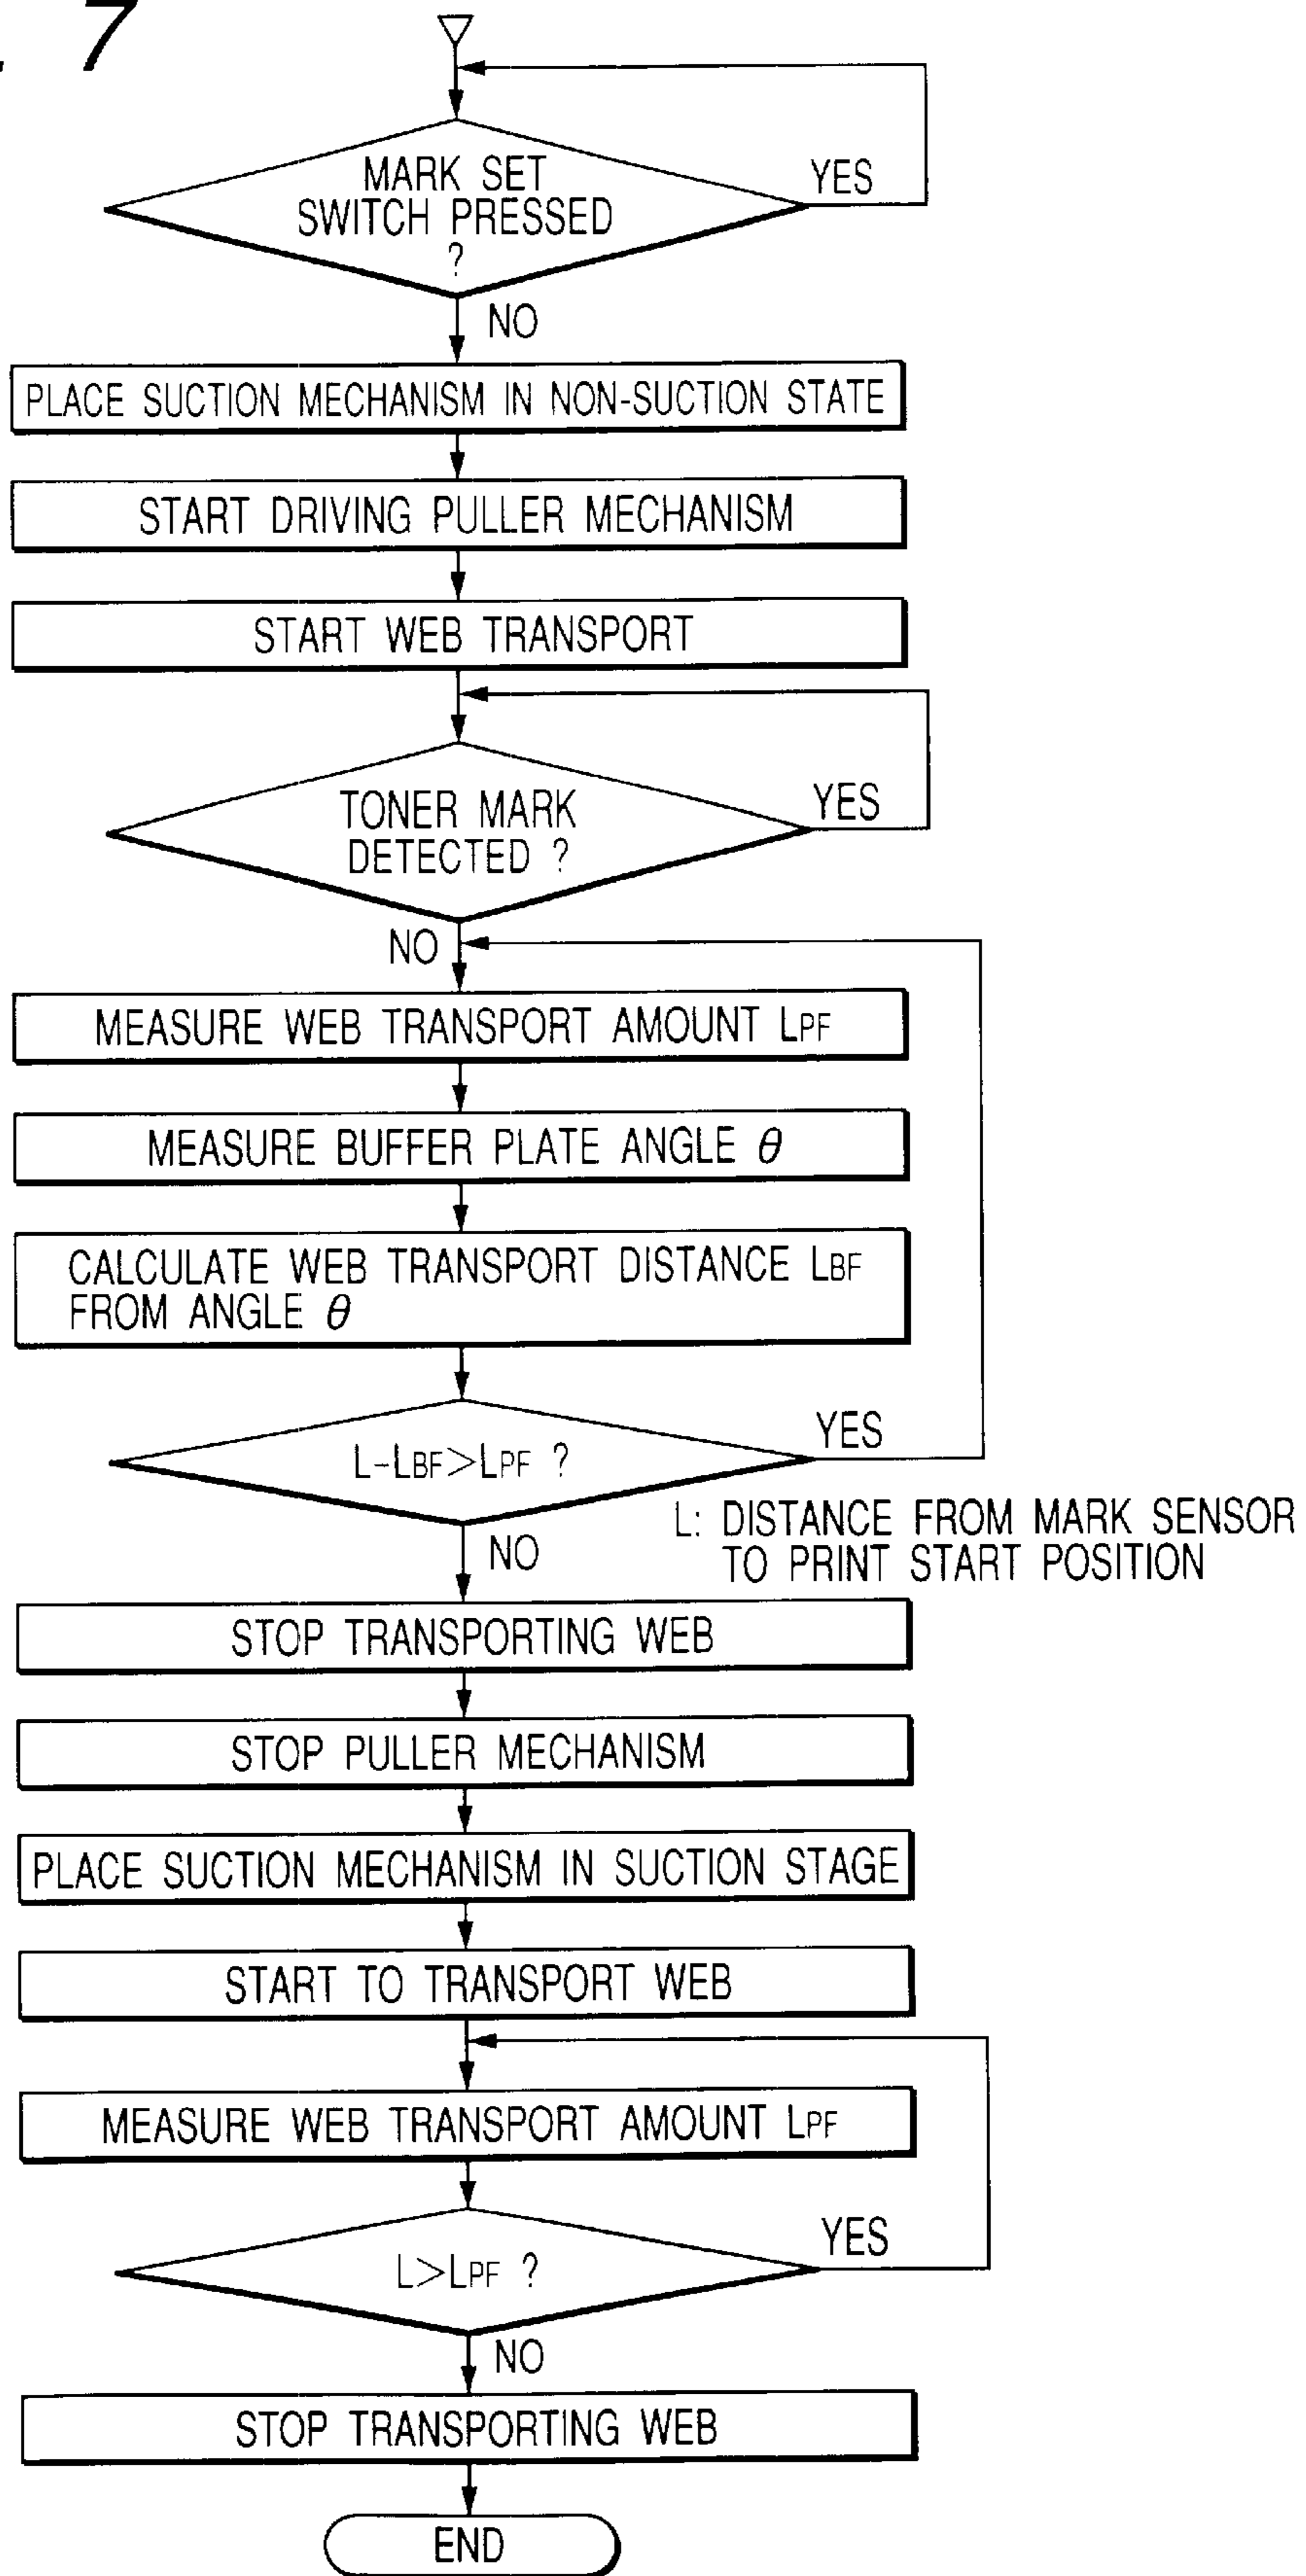 . 7
MARK SET
SWITCH PRESSED
?
YES
NO
PLACE SUCTION MECHANISM IN NON-SUCTION STATE
START DRIVING PULLER MECHANISM
START WEB TRANSPORT
TONER MARK
DETECTED ?
YES
NO
MEASURE WEB TRANSPORT AMOUNT LPF
MEASURE BUFFER PLATE ANGLE θ
CALCULATE WEB TRANSPORT DISTANCE LBF
FROM ANGLE θ
L-LBF>LPF ?
YES
NO
L: DISTANCE FROM MARK SENSOR
TO PRINT START POSITION
STOP TRANSPORTING WEB
STOP PULLER MECHANISM
PLACE SUCTION MECHANISM IN SUCTION STAGE
START TO TRANSPORT WEB
MEASURE WEB TRANSPORT AMOUNT LPF
L>LPF ?
YES
NO
STOP TRANSPORTING WEB
END